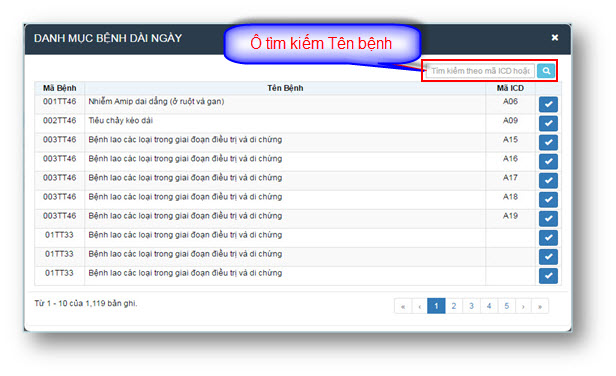 DANH MỤC BỆNH DÀI NGÀY ×
Ô tìm kiếm Tên bệnh
Tìm kiếm theo mã ICD hoặc
Mã Bệnh Tên Bệnh Mã ICD
001TT46 Nhiễm Amip dai dẳng (ở ruột và gan) A06
002TT46 Tiêu chảy kéo dài A09
003TT46 Bệnh lao các loại trong giai đoạn điều trị và di chứng A15
003TT46 Bệnh lao các loại trong giai đoạn điều trị và di chứng A16
003TT46 Bệnh lao các loại trong giai đoạn điều trị và di chứng A17
003TT46 Bệnh lao các loại trong giai đoạn điều trị và di chứng A18
003TT46 Bệnh lao các loại trong giai đoạn điều trị và di chứng A19
01TT33 Bệnh lao các loại trong giai đoạn điều trị và di chứng
01TT33 Bệnh lao các loại trong giai đoạn điều trị và di chứng
01TT33 Bệnh lao các loại trong giai đoạn điều trị và di chứng
Từ 1 - 10 của 1,119 bản ghi. « ‹ 1 2 3 4 5 › »